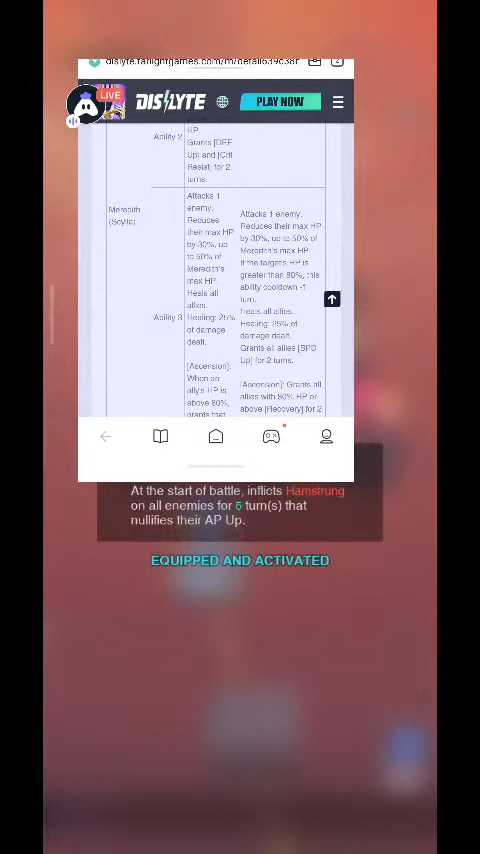 dislyte.farlightgames.com/m/detail639c38f
2
LIVE
DISLYTE
PLAY NOW
Ability 2
HP.
Grants [DEF
Up] and [Crit
Resist] for 2
turns.
Meredith
(Scylla)
Ability 3
Attacks 1
enemy.
Reduces
their max HP
by 30%, up
to 50% of
Meredith's
max HP.
Heals all
allies.
Healing: 25%
of damage
dealt.
[Ascension]:
When an
ally's HP is
above 80%,
grants that
Attacks 1 enemy.
Reduces their max HP
by 30%, up to 50% of
Meredith's max HP.
If the target's HP is
greater than 80%, this
ability cooldown -1
turn.
Heals all allies.
Healing: 25% of
damage dealt.
Grants all allies [SPD
Up] for 2 turns.
[Ascension]: Grants all
allies with 80% HP or
above [Recovery] for 2
At the start of battle, inflicts Hamstrung
on all enemies for 5 turn(s) that
nullifies their AP Up.
EQUIPPED AND ACTIVATED